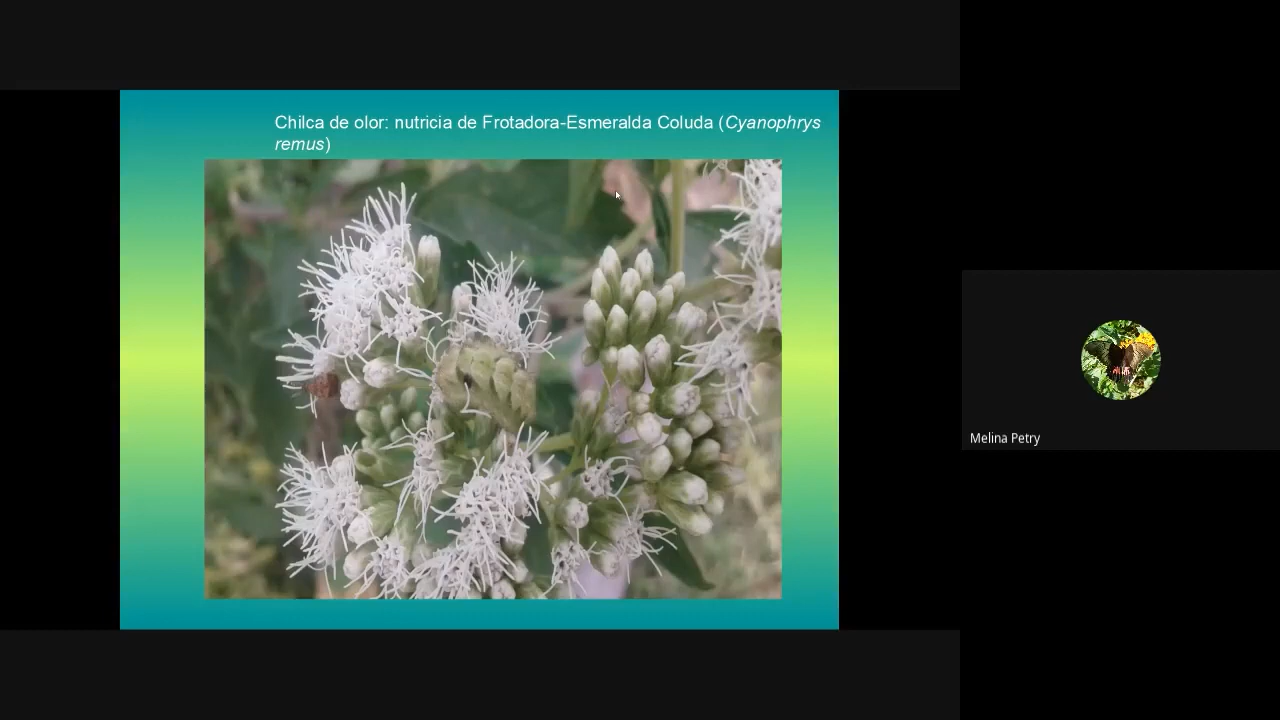 Chilca de olor: nutricia de Frotadora-Esmeralda Coluda (Cyanophrys
remus)
Melina Petry